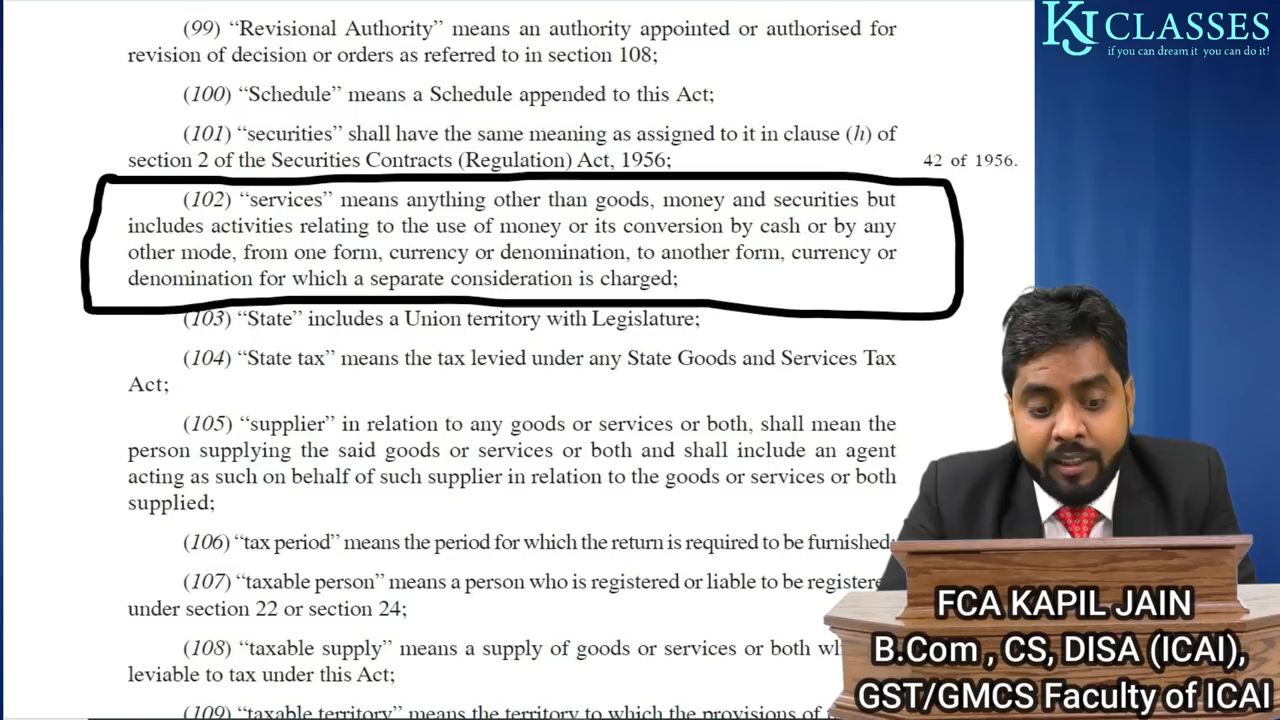 (99) “Revisional Authority” means an authority appointed or authorised for
revision of decision or orders as referred to in section 108;
(100) “Schedule” means a Schedule appended to this Act;
(101) “securities” shall have the same meaning as assigned to it in clause (h) of
section 2 of the Securities Contracts (Regulation) Act, 1956;
42 of 1956.
(102) “services” means anything other than goods, money and securities but
includes activities relating to the use of money or its conversion by cash or by any
other mode, from one form, currency or denomination, to another form, currency or
denomination for which a separate consideration is charged;
(103) “State” includes a Union territory with Legislature;
(104) “State tax” means the tax levied under any State Goods and Services Tax
Act;
(105) “supplier” in relation to any goods or services or both, shall mean the
person supplying the said goods or services or both and shall include an agent
acting as such on behalf of such supplier in relation to the goods or services or both
supplied;
(106) “tax period” means the period for which the return is required to be furnished;
(107) “taxable person” means a person who is registered or liable to be
under section 22 or section 24;
(108) “taxable supply” means a supply of goods or services or both
leviable to tax under this Act;
(109) “taxable territory” means the territory to which the provisions of
KJ CLASSES
if you can dream it you can do it!
FCA KAPIL JAIN
B.Com , CS, DISA (ICAI),
GST/GMCS Faculty of ICAI